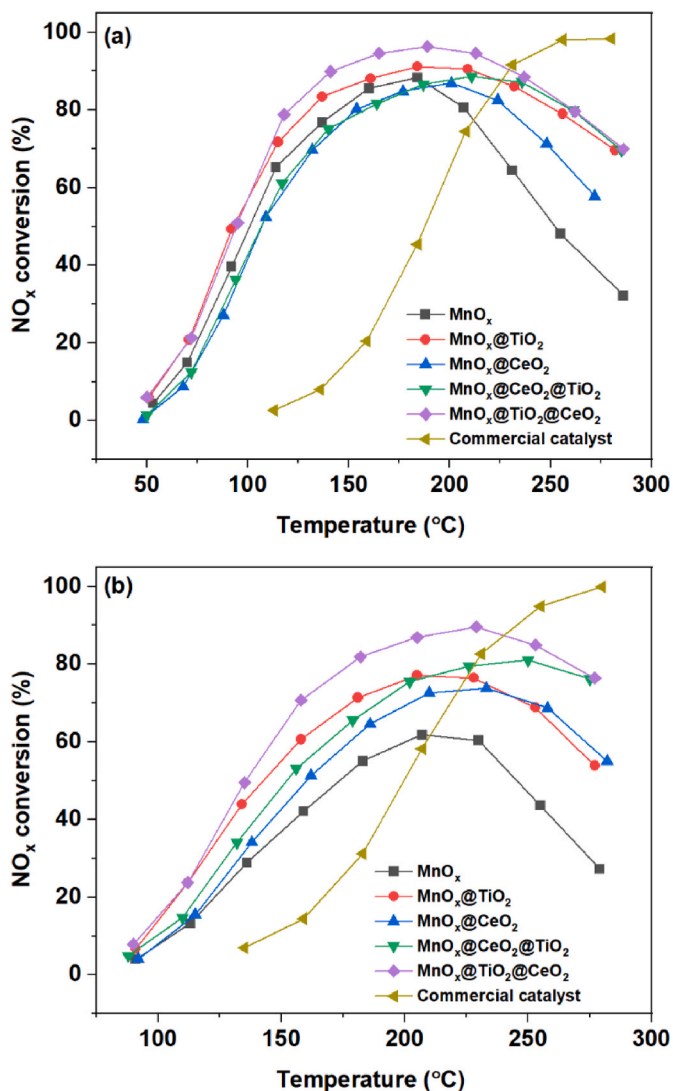 (a)
100
80
60
40
20
0
NOx conversion (%)
MnOx
MnOx@TiO2
MnOx@CeO2
MnOx@CeO2@TiO2
MnOx@TiO2@CeO2
Commercial catalyst
50 100 150 200 250 300
Temperature (°C)
(b)
100
80
60
40
20
0
NOx conversion (%)
MnOx
MnOx@TiO2
MnOx@CeO2
MnOx@CeO2@TiO2
MnOx@TiO2@CeO2
Commercial catalyst
100 150 200 250 300
Temperature (°C)